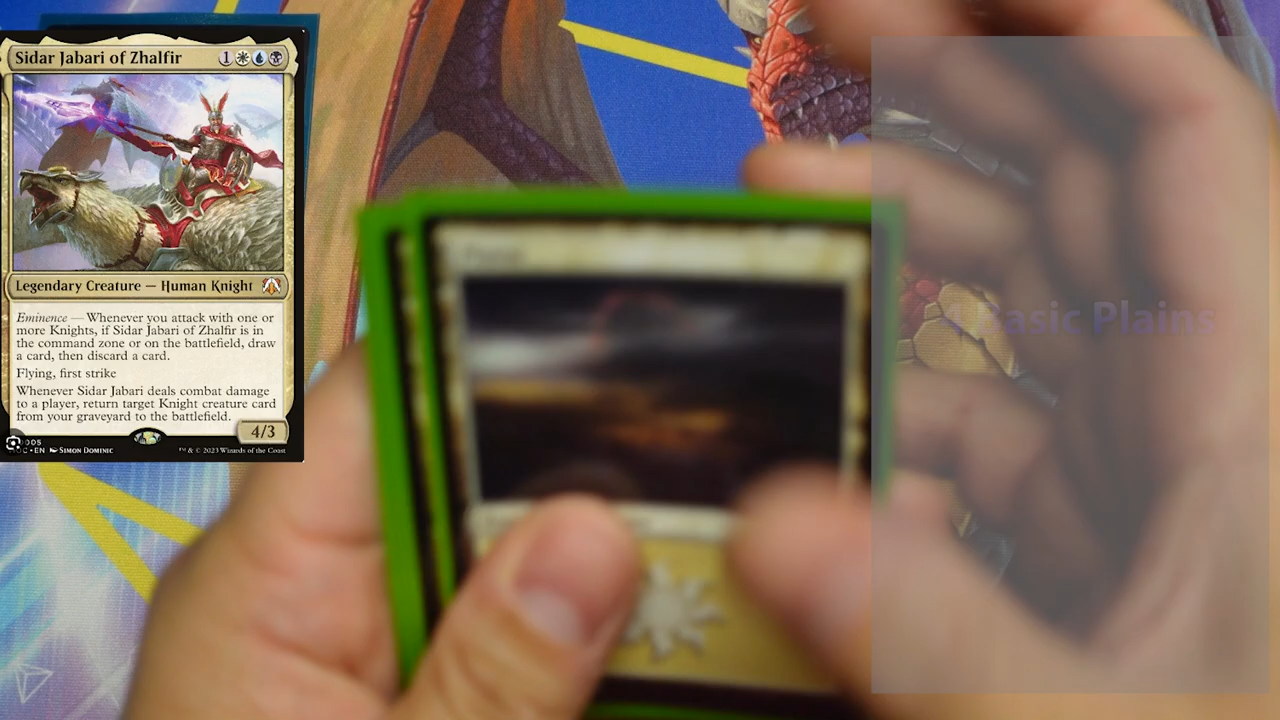 Sidar Jabari of Zhalfir 1
Legendary Creature — Human Knight
Eminence — Whenever you attack with one or
more Knights, if Sidar Jabari of Zhalfir is in
the command zone or on the battlefield, draw
a card, then discard a card.
Flying, first strike
Whenever Sidar Jabari deals combat damage
to a player, return target Knight creature card
from your graveyard to the battlefield.
4/3
EN Simon Dominic ™ & © 2023 Wizards of the Coast
Basic Plains